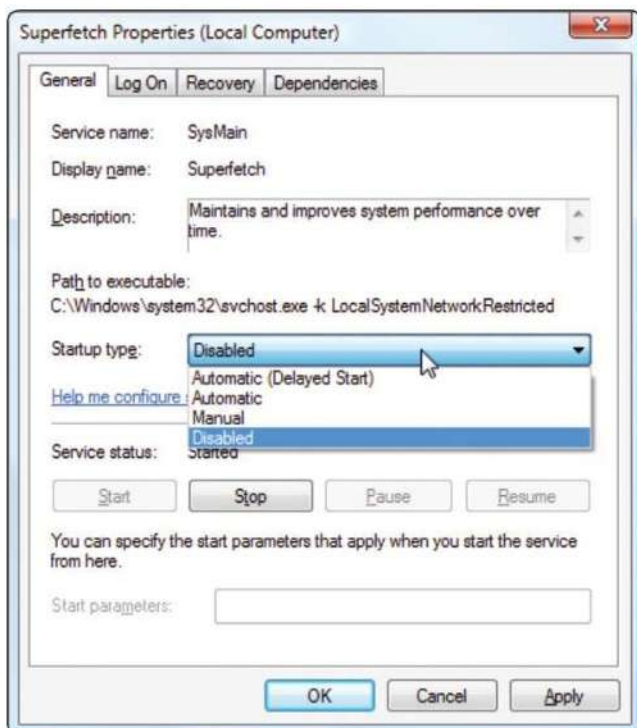 Superfetch Properties (Local Computer)
General Log On Recovery Dependencies
Service name: SysMain
Display name: Superfetch
Description: Maintains and improves system performance over
time.
Path to executable:
C:\Windows\system32\svchost.exe -k LocalSystemNetworkRestricted
Startup type: Disabled
Automatic (Delayed Start)
Help me configure
Automatic
Manual
Disabled
Service status: Started
Start Stop Pause Resume
You can specify the start parameters that apply when you start the service
from here.
Start parameters:
OK Cancel Apply